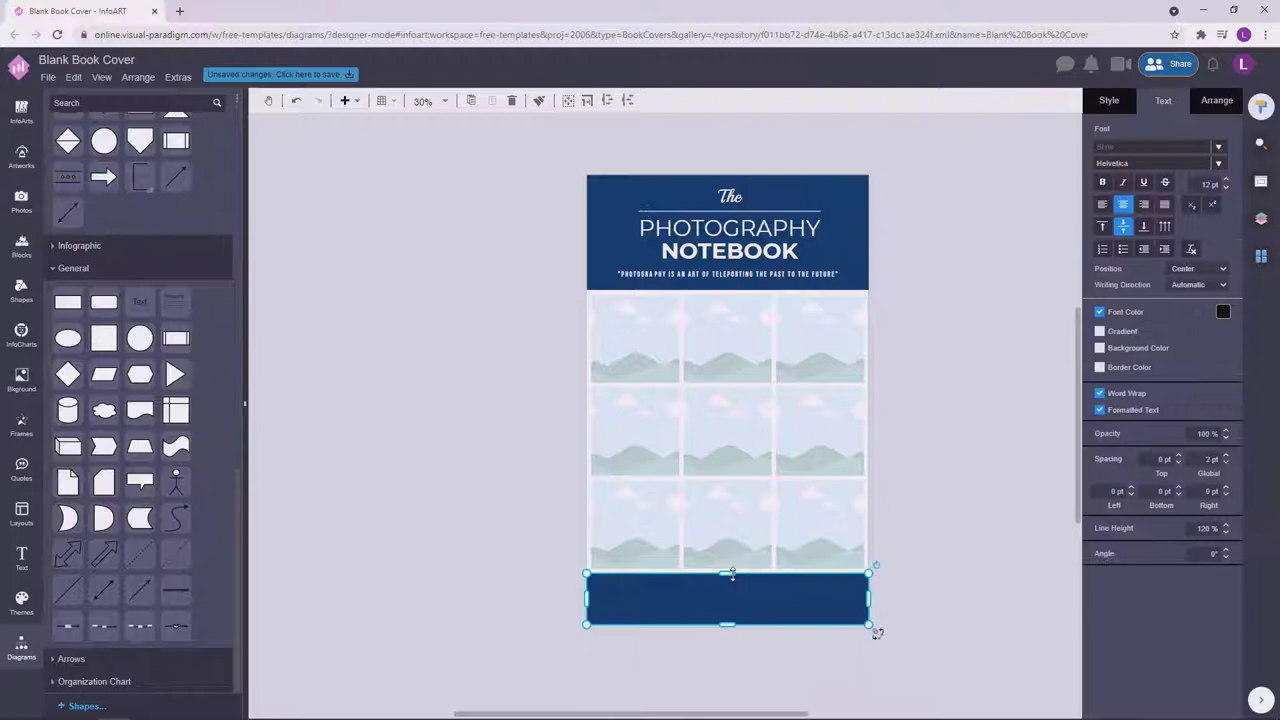 Blank Book Cover - InfoART
online.visual-paradigm.com/w/free-templates/diagrams/?designer-mode#infoart:workspace=free-templates&proj=2006&type=BookCovers&gallery=/repository/f011bb72-d74e-4b62-a417-c13dc1ae324f.xml&name=Blank%20Book%20Cover
Blank Book Cover
File Edit View Arrange Extras
Unsaved changes. Click here to save.
Share
L
L
Search
30%
InfoArts
Artworks
Photos
Blocks
Shapes
InfoCharts
Bkground
Frames
Quotes
Layouts
Text
Themes
Diagrams
Infographic
General
Text
Arrows
Organization Chart
+ Shapes...
The
PHOTOGRAPHY
NOTEBOOK
"PHOTOGRAPHY IS AN ART OF TELEPORTING THE PAST TO THE FUTURE"
Style Text Arrange
Font
Style
Helvetica
B I U S 12 pt
Position Center
Writing Direction Automatic
Font Color
Gradient
Background Color
Border Color
Word Wrap
Formatted Text
Opacity 100 %
Spacing 0 pt 2 pt
Top Global
0 pt 0 pt 0 pt
Left Bottom Right
Line Height 120 %
Angle: 0°